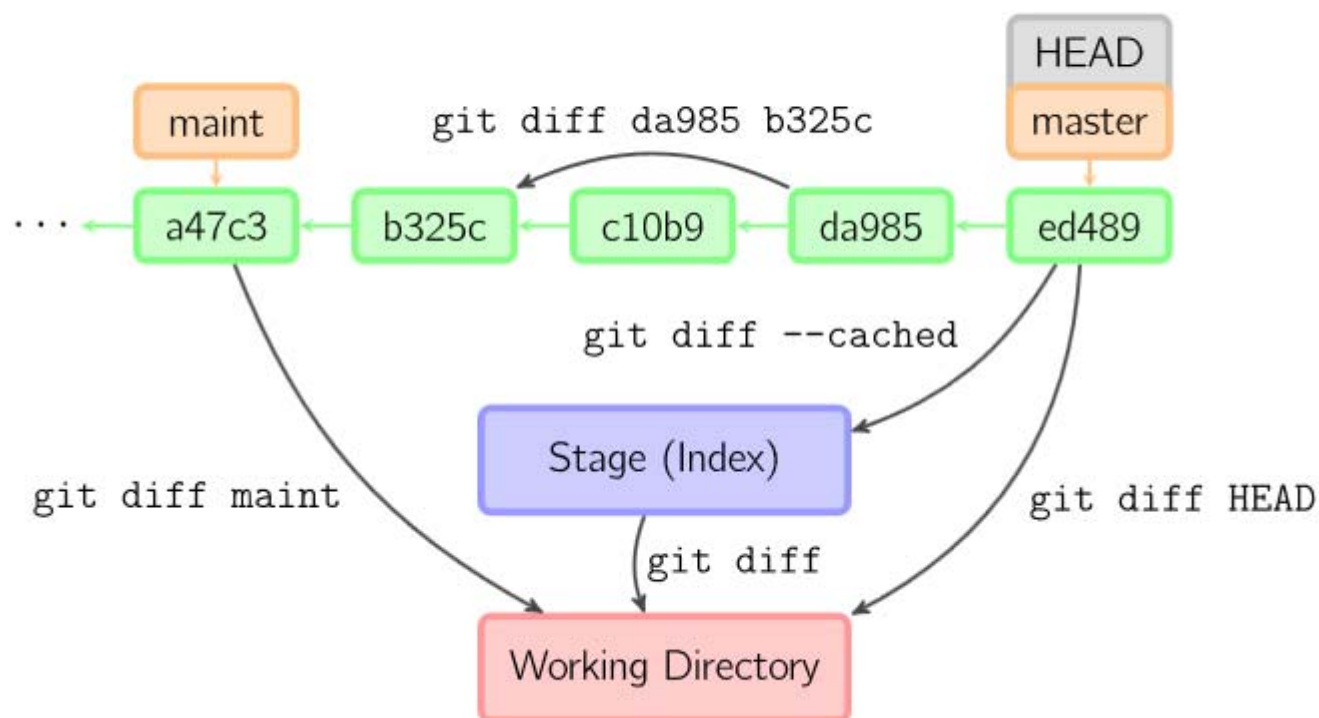 HEAD
maint
git diff da985 b325c
master
...
a47c3
b325c
c10b9
da985
ed489
git diff --cached
Stage (Index)
git diff maint
git diff HEAD
git diff
Working Directory